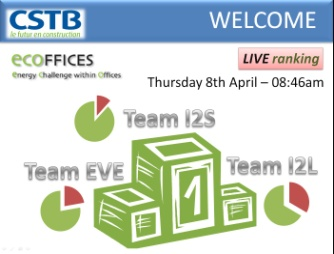 CSTB
le futur en construction
WELCOME
ecOFFICES
energy Challenge within Offices
LIVE ranking
Thursday 8th April – 08:46am
Team I2S
Team EVE
Team I2L
1